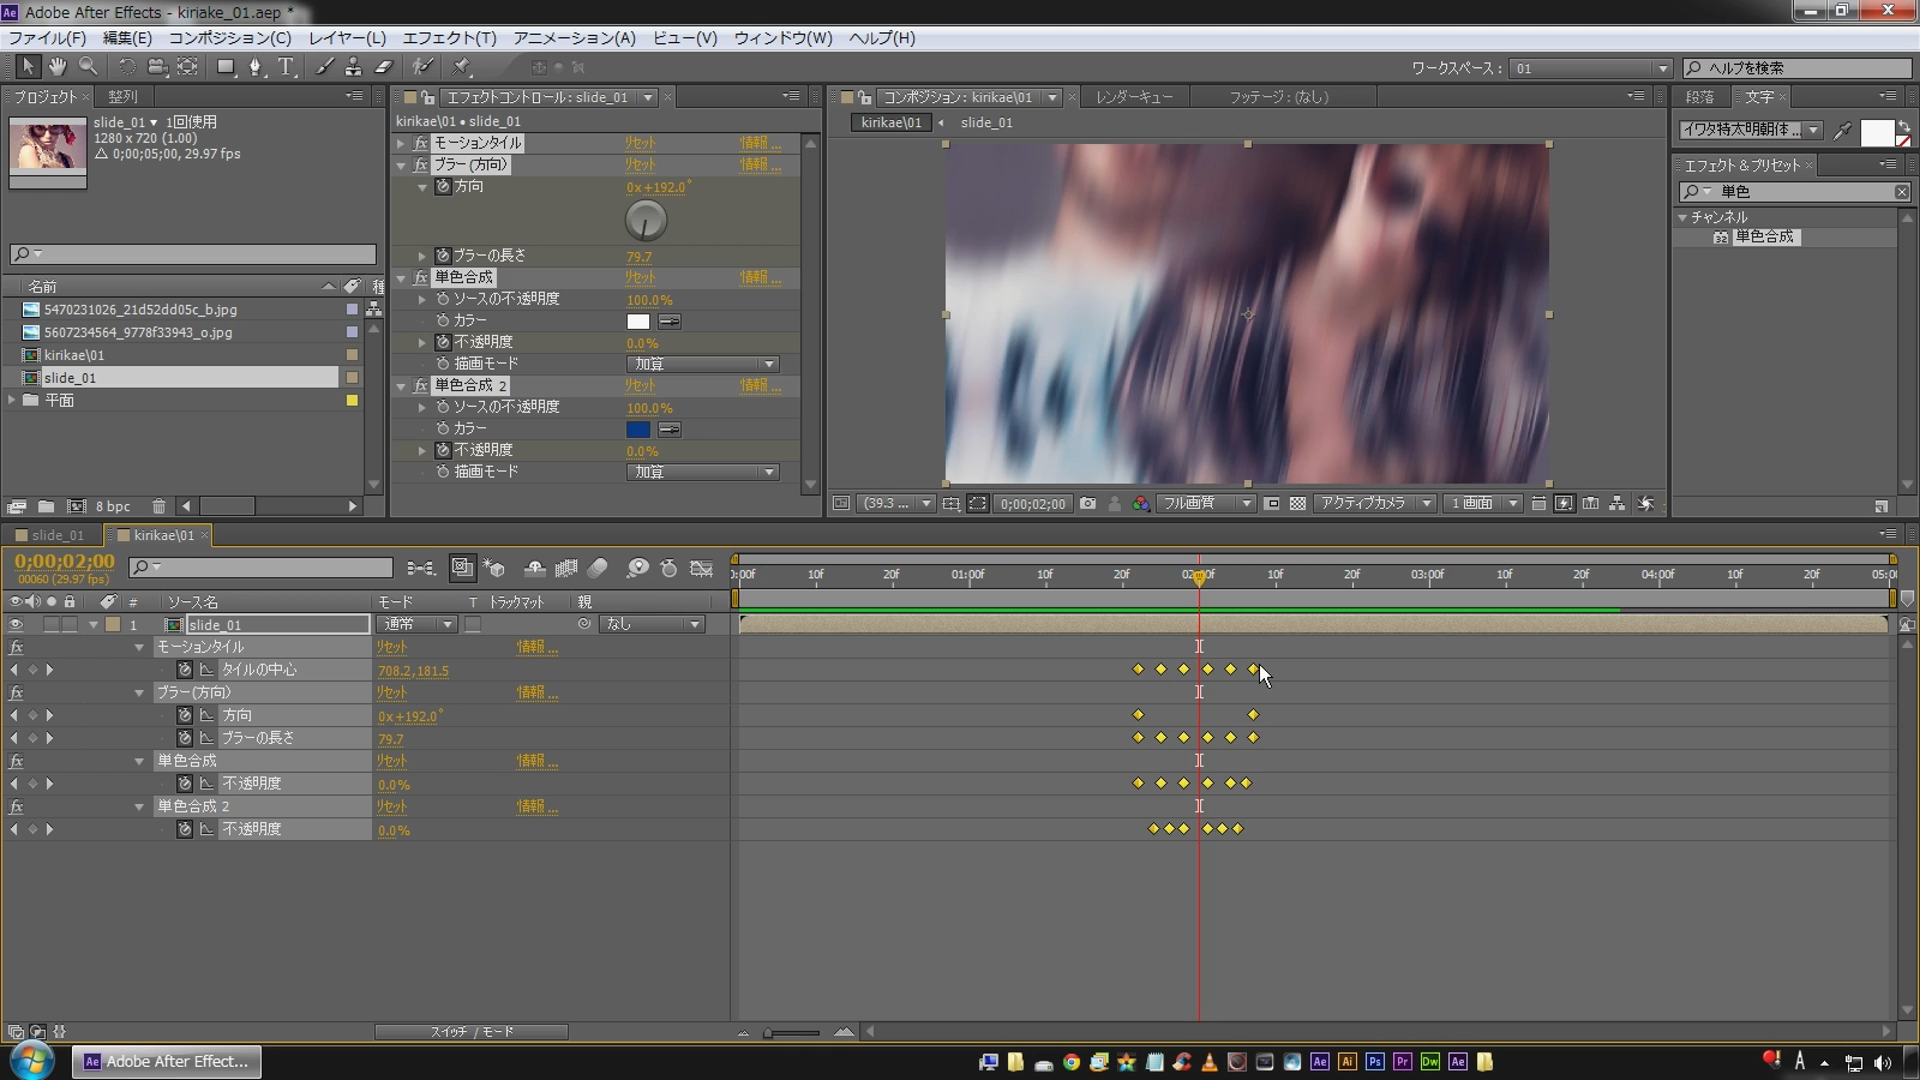 Adobe After Effects - kiriake_01.aep *
ファイル(F) 編集(E) コンポジション(C) レイヤー(L) エフェクト(T) アニメーション(A) ビュー(V) ウィンドウ(W) ヘルプ(H)
ワークスペース: 01 ヘルプを検索
プロジェクト 整列
slide_01 1回使用
1280 x 720 (1.00)
0;00;05;00, 29.97 fps
名前 種
5470231026_21d52dd05c_b.jpg
5607234564_9778f33943_o.jpg
kirikae\01
slide_01
平面
8 bpc
エフェクトコントロール: slide_01
kirikae\01 • slide_01
モーションタイル リセット 情報 ...
ブラー (方向) リセット 情報 ...
方向 0x +192.0°
ブラーの長さ 79.7
単色合成 リセット 情報 ...
ソースの不透明度 100.0%
カラー
不透明度 0.0%
描画モード 加算
単色合成 2 リセット 情報 ...
ソースの不透明度 100.0%
カラー
不透明度 0.0%
描画モード 加算
コンポジション: kirikae\01 レンダーキュー フッテージ: (なし)
kirikae\01 slide_01
(39.3 ... 0;00;02;00 フル画質 アクティブカメラ 1 画面
段落 文字
イワタ特太明朝体 ...
エフェクト&プリセット
単色
チャンネル
32 単色合成
slide_01 kirikae\01
0;00;02;00
00060 (29.97 fps)
# ソース名 モード T トラックマット 親
0:00f 10f 20f 01:00f 10f 20f 02:00f 10f 20f 03:00f 10f 20f 04:00f 10f 20f 05:00
1 slide_01 通常 なし
fx モーションタイル リセット 情報 ...
タイルの中心 708.2,181.5
fx ブラー(方向) リセット 情報 ...
方向 0x +192.0°
ブラーの長さ 79.7
fx 単色合成 リセット 情報 ...
不透明度 0.0%
fx 単色合成 2 リセット 情報 ...
不透明度 0.0%
スイッチ / モード
Ae Adobe After Effect...
Ae Ai Ps Pr Dw Ae
A